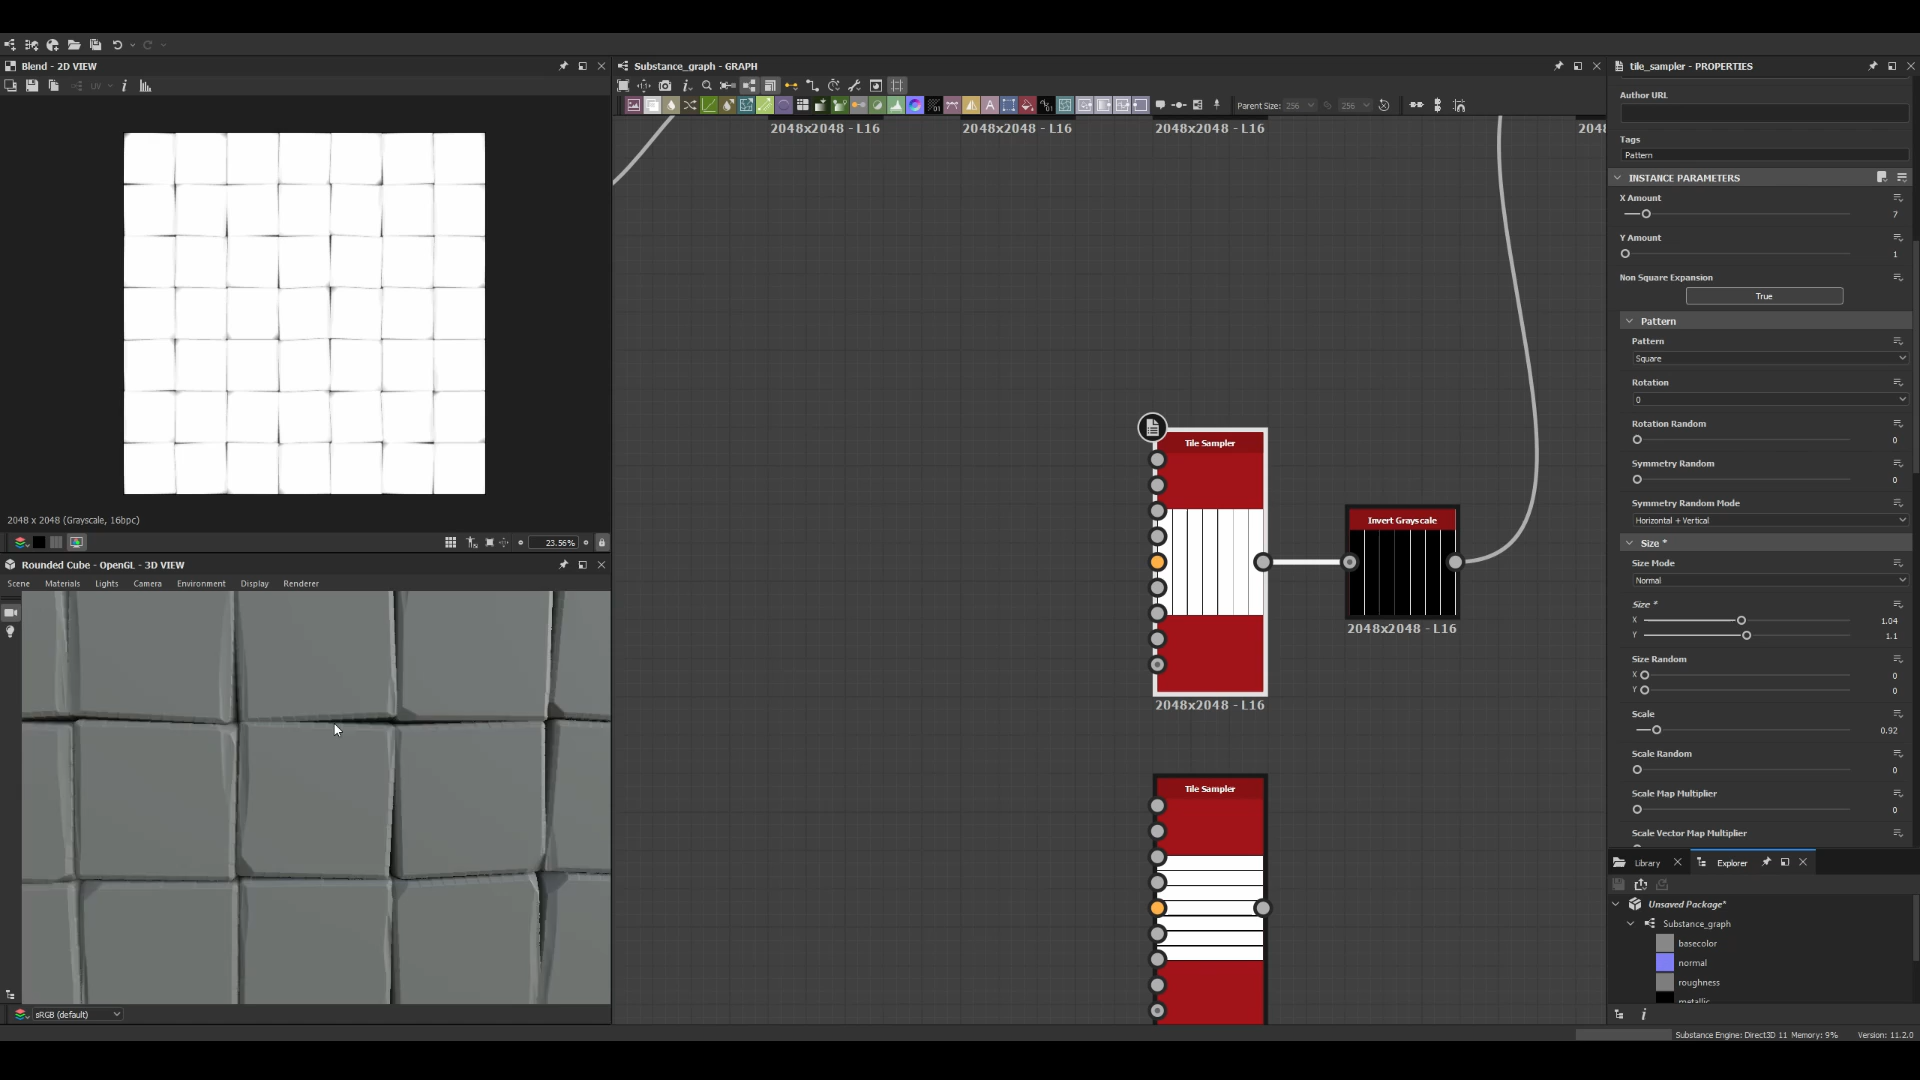 Blend - 2D VIEW
UV
2048 x 2048 (Grayscale, 16bpc)
23.56%
Rounded Cube - OpenGL - 3D VIEW
Scene Materials Lights Camera Environment Display Renderer
sRGB (default)
Substance_graph - GRAPH
Parent Size: 256 256
2048x2048 - L16
2048x2048 - L16
2048x2048 - L16
2048
Tile Sampler
2048x2048 - L16
Invert Grayscale
2048x2048 - L16
Tile Sampler
tile_sampler - PROPERTIES
Author URL
Tags
Pattern
INSTANCE PARAMETERS
X Amount
7
Y Amount
1
Non Square Expansion
True
Pattern
Pattern
Square
Rotation
0
Rotation Random
0
Symmetry Random
0
Symmetry Random Mode
Horizontal + Vertical
Size *
Size Mode
Normal
Size *
X 1.04
Y 1.1
Size Random
X 0
Y 0
Scale
0.92
Scale Random
0
Scale Map Multiplier
0
Scale Vector Map Multiplier
Library Explorer
Unsaved Package*
Substance_graph
basecolor
normal
roughness
metallic
Substance Engine: Direct3D 11 Memory: 9% Version: 11.2.0